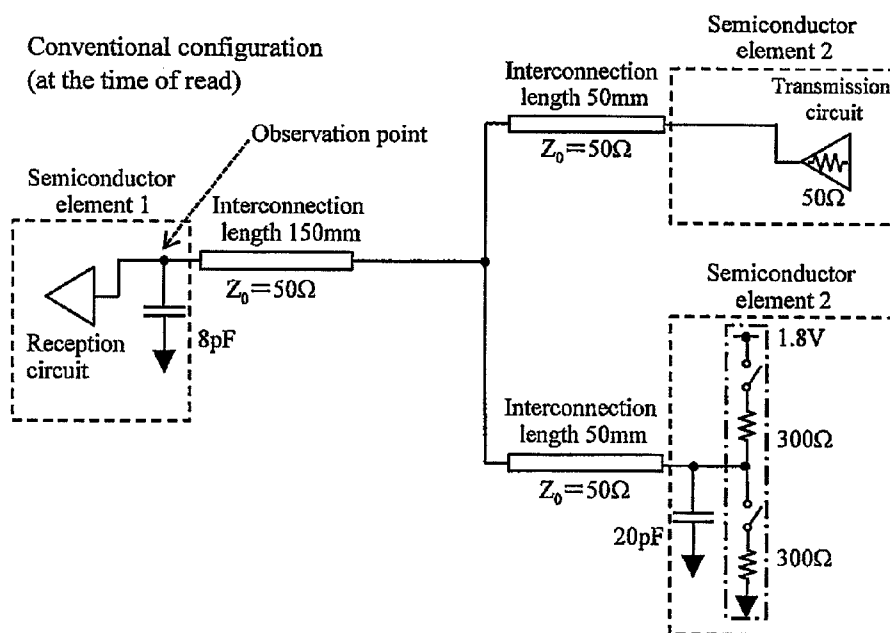 Conventional configuration
(at the time of read)
Observation point
Semiconductor
element 1
Interconnection
length 150mm
Z₀=50Ω
8pF
Reception
circuit
Interconnection
length 50mm
Z₀=50Ω
Semiconductor
element 2
Transmission
circuit
50Ω
Semiconductor
element 2
1.8V
300Ω
Interconnection
length 50mm
Z₀=50Ω
20pF
300Ω